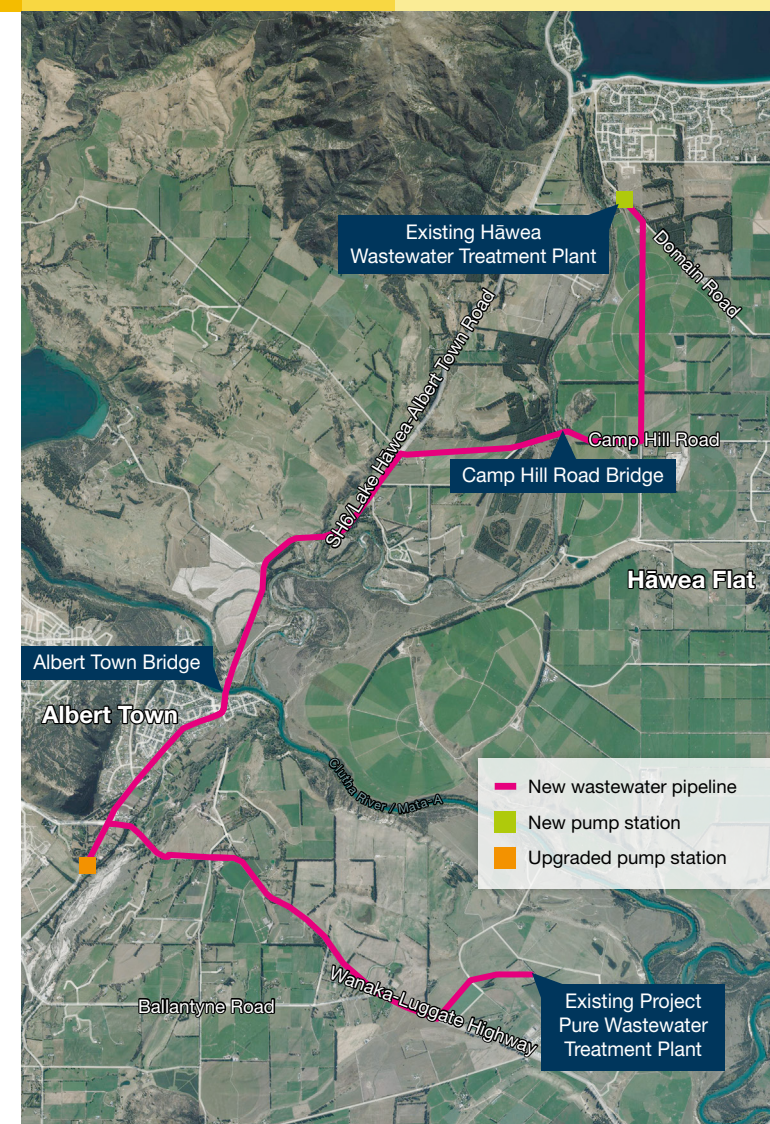 Existing Hāwea
Wastewater Treatment Plant
Domain Road
SH6/Lake Hāwea-Albert Town Road
Camp Hill Road
Camp Hill Road Bridge
Hāwea Flat
Albert Town Bridge
Albert Town
Clutha River / Mata-A
New wastewater pipeline
New pump station
Upgraded pump station
Wanaka-Luggate Highway
Ballantyne Road
Existing Project
Pure Wastewater
Treatment Plant